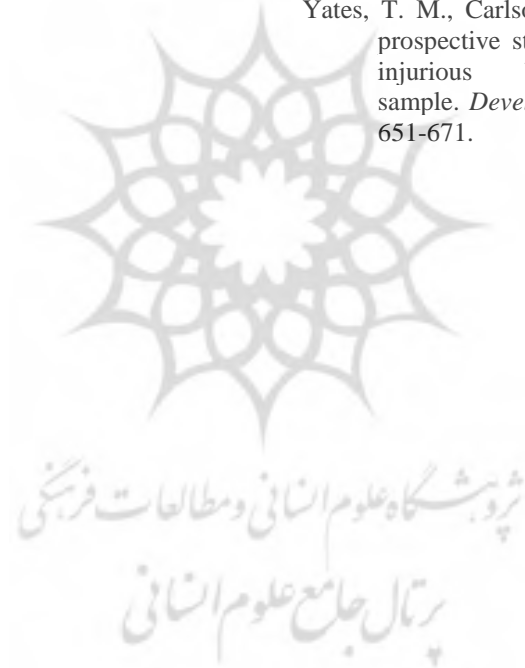 Yates, T. M., Carlso
prospective st
injurious
sample. Deve
651-671.
پژوهشگاه علوم انسانی و مطالعات فرهنگی
پرتال جامع علوم انسانی